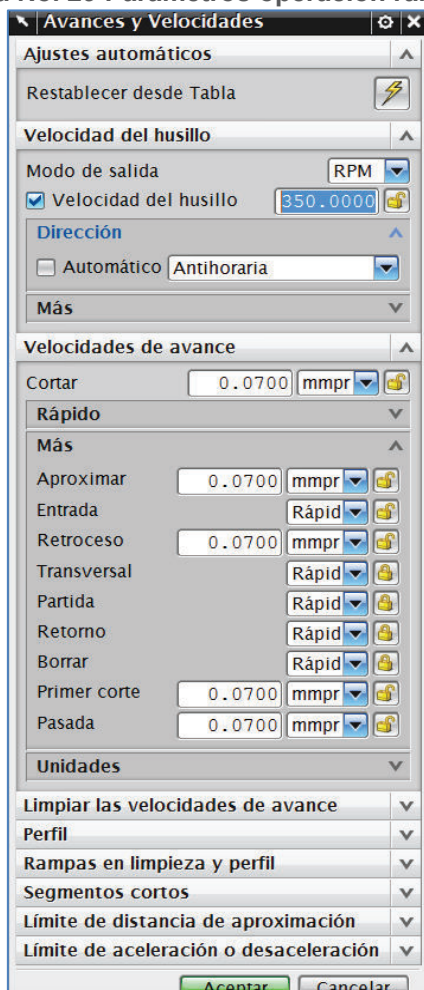 Avances y Velocidades
Ajustes automáticos
Restablecer desde Tabla
Velocidad del husillo
Modo de salida RPM
Velocidad del husillo 350.0000
Dirección
Automático Antihoraria
Más
Velocidades de avance
Cortar 0.0700 mmpr
Rápido
Más
Aproximar 0.0700 mmpr
Entrada Rápid
Retroceso 0.0700 mmpr
Transversal Rápid
Partida Rápid
Retorno Rápid
Borrar Rápid
Primer corte 0.0700 mmpr
Pasada 0.0700 mmpr
Unidades
Limpiar las velocidades de avance
Perfil
Rampas en limpieza y perfil
Segmentos cortos
Límite de distancia de aproximación
Límite de aceleración o desaceleración
Aceptar Cancelar